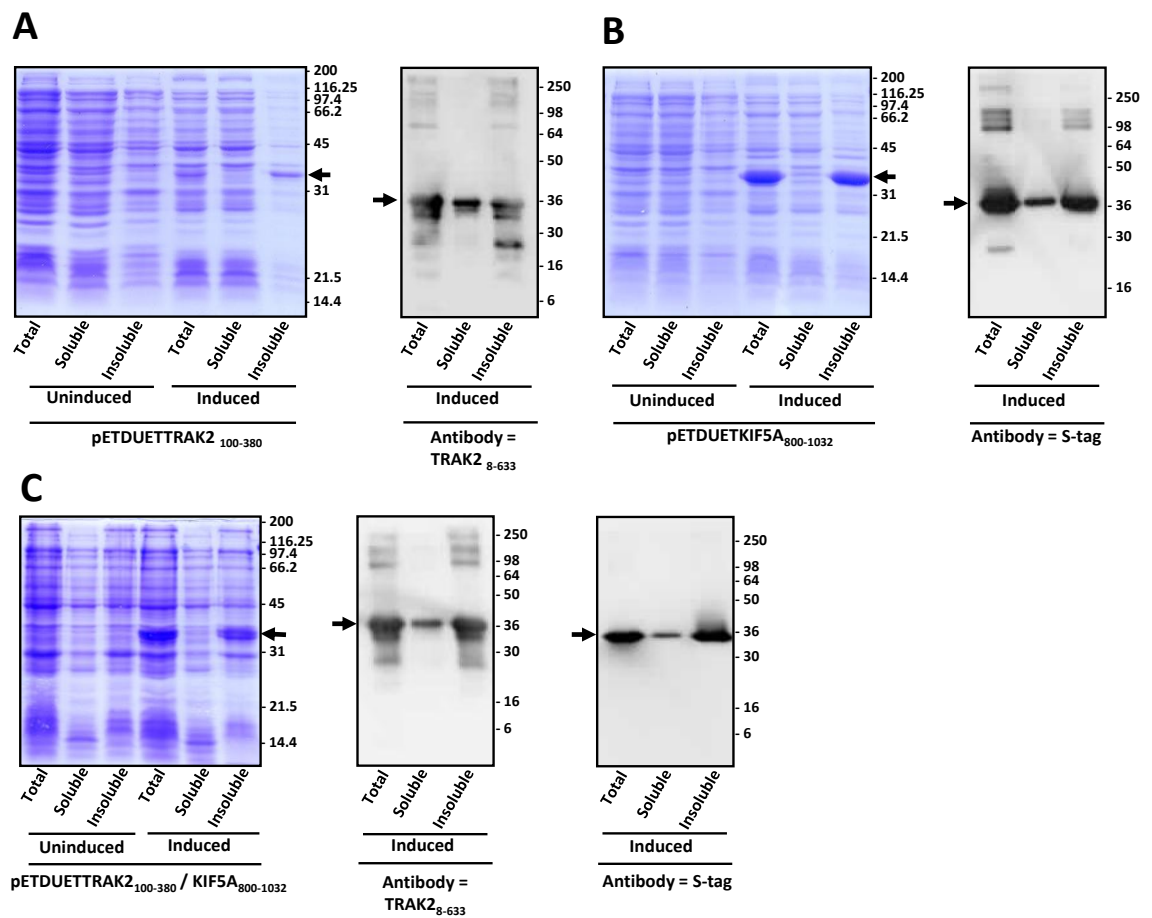 A
- 200
- 116.25
- 97.4
- 66.2
- 45
- 31
- 21.5
- 14.4
Total
Soluble
Insoluble
Total
Soluble
Insoluble
Uninduced
Induced
pETDUETTRAK2 100-380
- 250
- 98
- 64
- 50
- 36
- 30
- 16
- 6
Total
Soluble
Insoluble
Induced
Antibody =
TRAK2 8-633
B
- 200
- 116.25
- 97.4
- 66.2
- 45
- 31
- 21.5
- 14.4
Total
Soluble
Insoluble
Total
Soluble
Insoluble
Uninduced
Induced
pETDUETKIF5A800-1032
- 250
- 98
- 64
- 50
- 36
- 30
- 16
Total
Soluble
Insoluble
Induced
Antibody = S-tag
C
- 200
- 116.25
- 97.4
- 66.2
- 45
- 31
- 21.5
- 14.4
Total
Soluble
Insoluble
Total
Soluble
Insoluble
Uninduced
Induced
pETDUETTRAK2100-380 / KIF5A800-1032
- 250
- 98
- 64
- 50
- 36
- 30
- 16
- 6
Total
Soluble
Insoluble
Induced
Antibody =
TRAK28-633
- 250
- 98
- 64
- 50
- 36
- 30
- 16
- 6
Total
Soluble
Insoluble
Induced
Antibody = S-tag